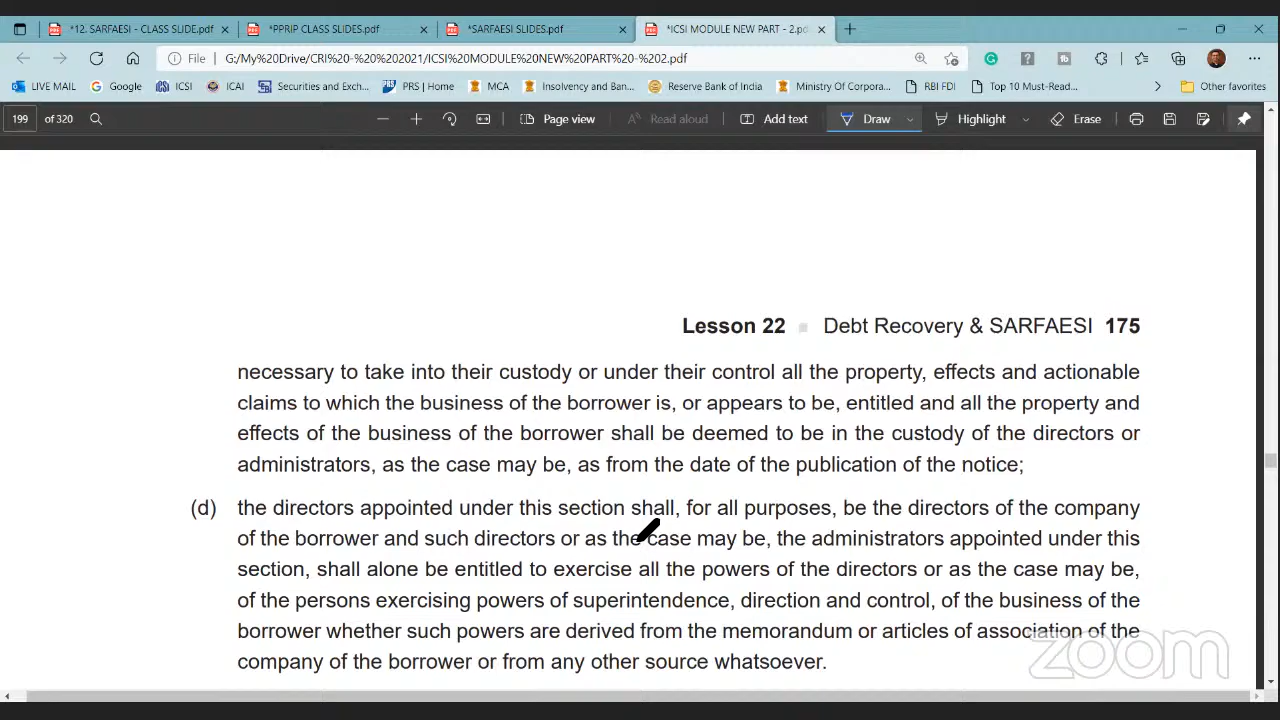 *12. SARFAESI - CLASS SLIDE.pdf
*PPRIP CLASS SLIDES.pdf
*SARFAESI SLIDES.pdf
*ICSI MODULE NEW PART - 2.pdf
File | G:/My%20Drive/CRI%20-%20%202021/ICSI%20MODULE%20NEW%20PART%20-%202.pdf
LIVE MAIL Google ICSI ICAI Securities and Exch... PRS | Home MCA Insolvency and Ban... Reserve Bank of India Ministry Of Corpora... RBI FDI Top 10 Must-Read... Other favorites
199 of 320 Page view Read aloud Add text Draw Highlight Erase
Lesson 22 Debt Recovery & SARFAESI 175
necessary to take into their custody or under their control all the property, effects and actionable
claims to which the business of the borrower is, or appears to be, entitled and all the property and
effects of the business of the borrower shall be deemed to be in the custody of the directors or
administrators, as the case may be, as from the date of the publication of the notice;
(d) the directors appointed under this section shall, for all purposes, be the directors of the company
of the borrower and such directors or as the case may be, the administrators appointed under this
section, shall alone be entitled to exercise all the powers of the directors or as the case may be,
of the persons exercising powers of superintendence, direction and control, of the business of the
borrower whether such powers are derived from the memorandum or articles of association of the
company of the borrower or from any other source whatsoever.
zoom